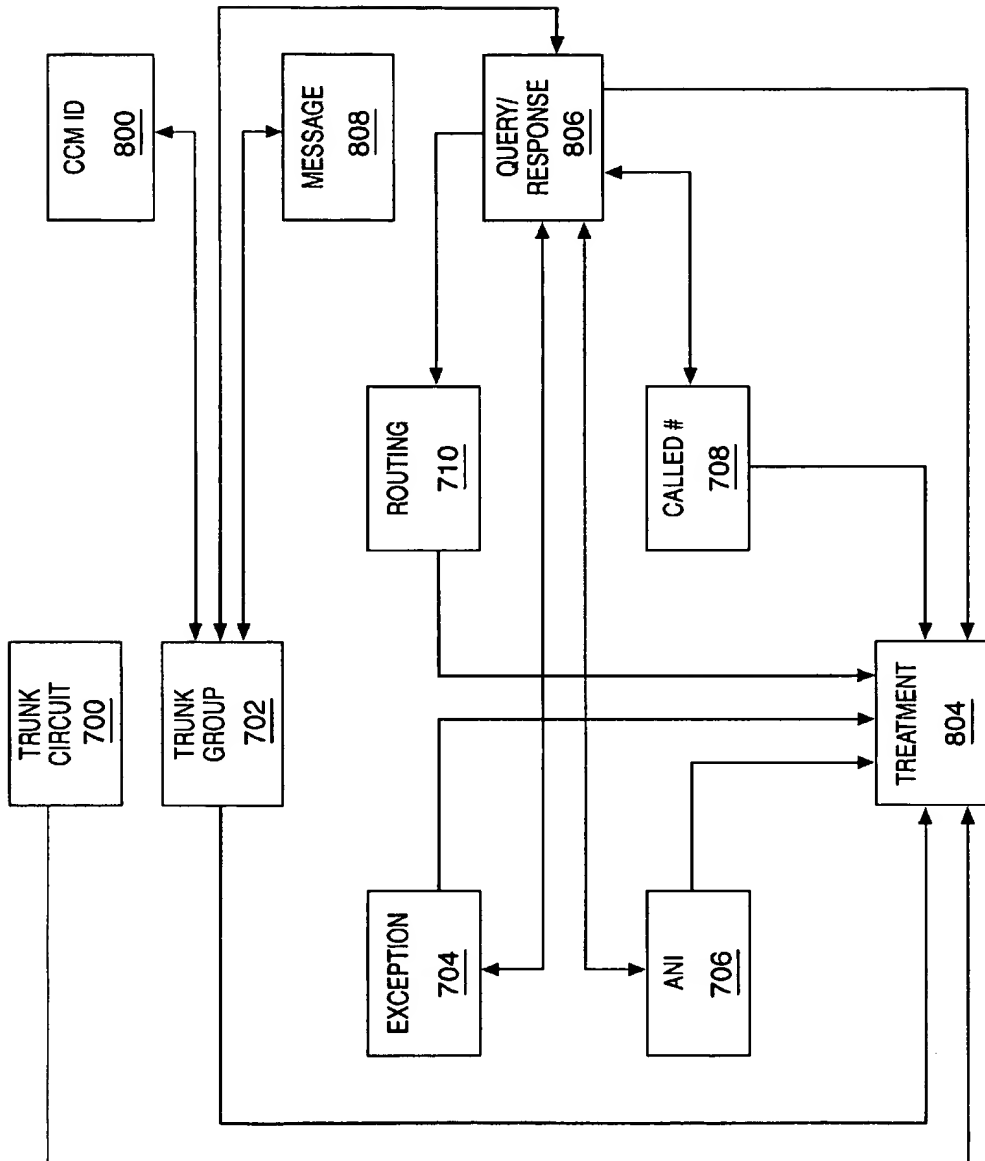 TRUNK
CIRCUIT
700
TRUNK
GROUP
702
CCM ID
800
MESSAGE
808
EXCEPTION
704
ROUTING
710
QUERY/
RESPONSE
806
ANI
706
CALLED #
708
TREATMENT
804